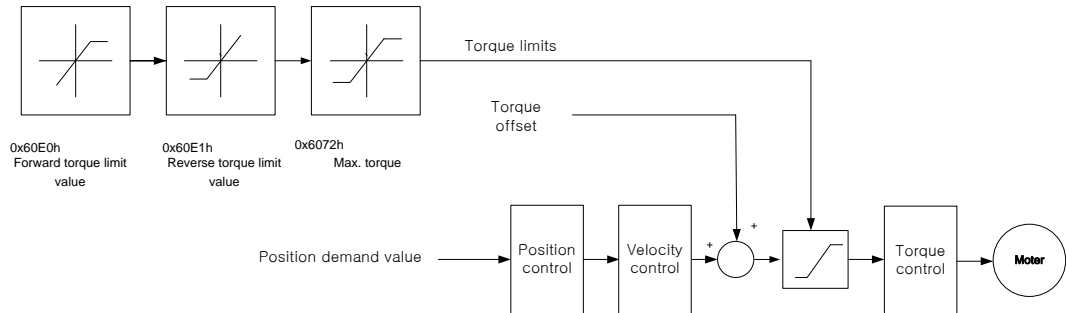 Torque limits
Torque
offset
0x60E0h
Forward torque limit
value
0x60E1h
Reverse torque limit
value
0x6072h
Max. torque
+
+
Position demand value
Position
control
Velocity
control
Torque
control
Moter